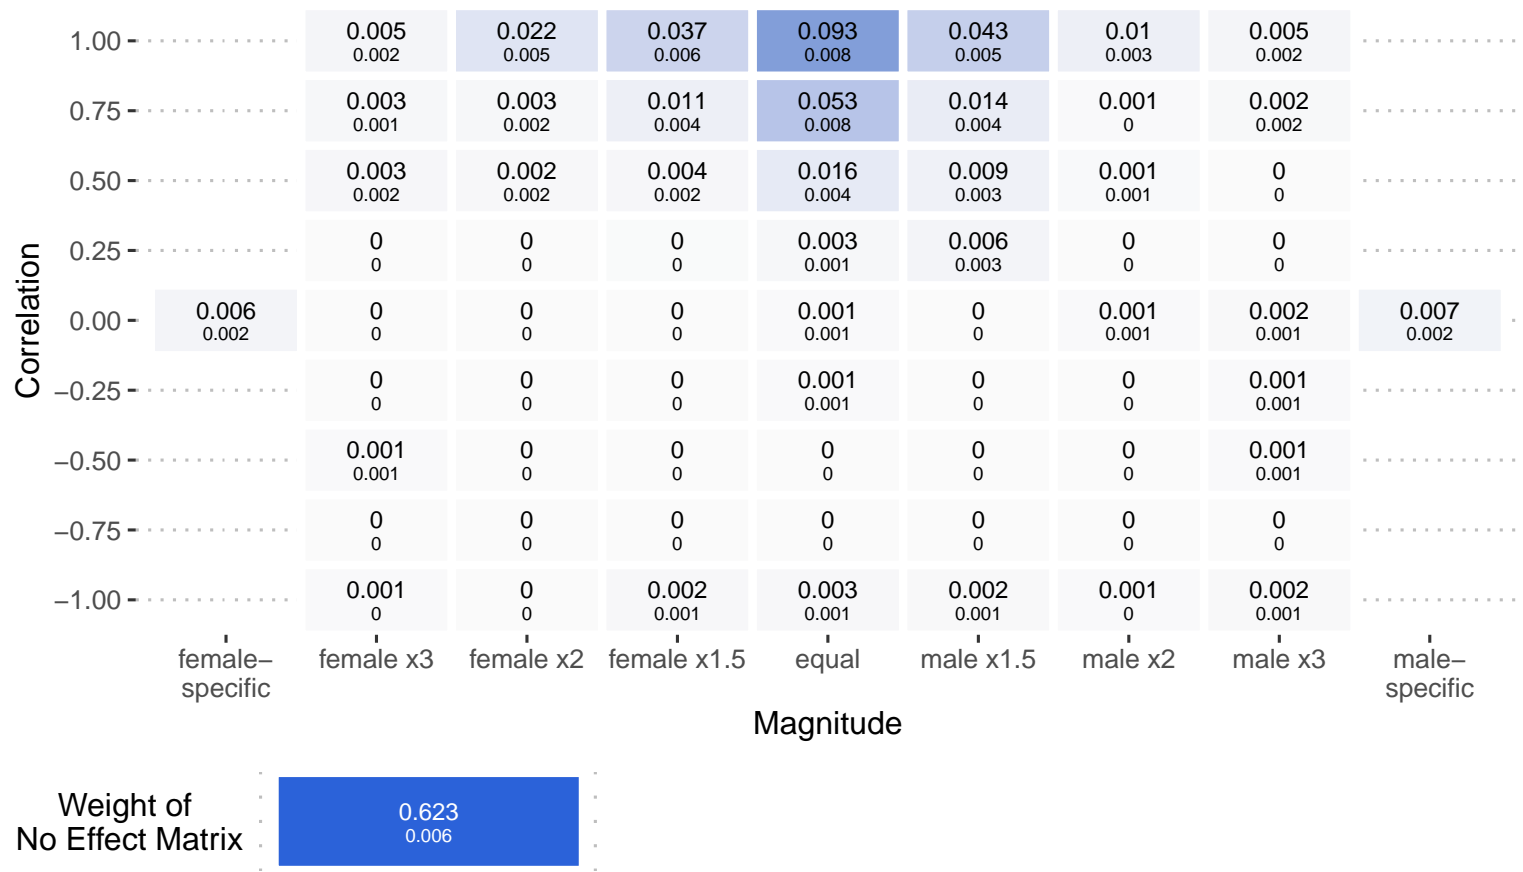 1.00 0.005 0.022 0.037 0.093 0.043 0.01 0.005
0.002 0.005 0.006 0.008 0.005 0.003 0.002
0.75 0.003 0.003 0.011 0.053 0.014 0.001 0.002
0.001 0.002 0.004 0.008 0.004 0 0.002
0.50 0.003 0.002 0.004 0.016 0.009 0.001 0
0.002 0.002 0.002 0.004 0.003 0.001 0
0.25 0 0 0 0.003 0.006 0 0
0 0 0 0.001 0.003 0 0
Correlation
0.00 0.006 0 0 0 0.001 0 0.001 0.002 0.007
0.002 0 0 0 0.001 0 0.001 0.001 0.002
−0.25 0 0 0 0.001 0 0 0.001
0 0 0 0.001 0 0 0.001
−0.50 0.001 0 0 0 0 0 0.001
0.001 0 0 0 0 0 0.001
−0.75 0 0 0 0 0 0 0
0 0 0 0 0 0 0
−1.00 0.001 0 0.002 0.003 0.002 0.001 0.002
0 0 0.001 0.001 0.001 0 0.001
female− female x3 female x2 female x1.5 equal male x1.5 male x2 male x3 male−
specific specific
Magnitude
Weight of
No Effect Matrix
0.623
0.006